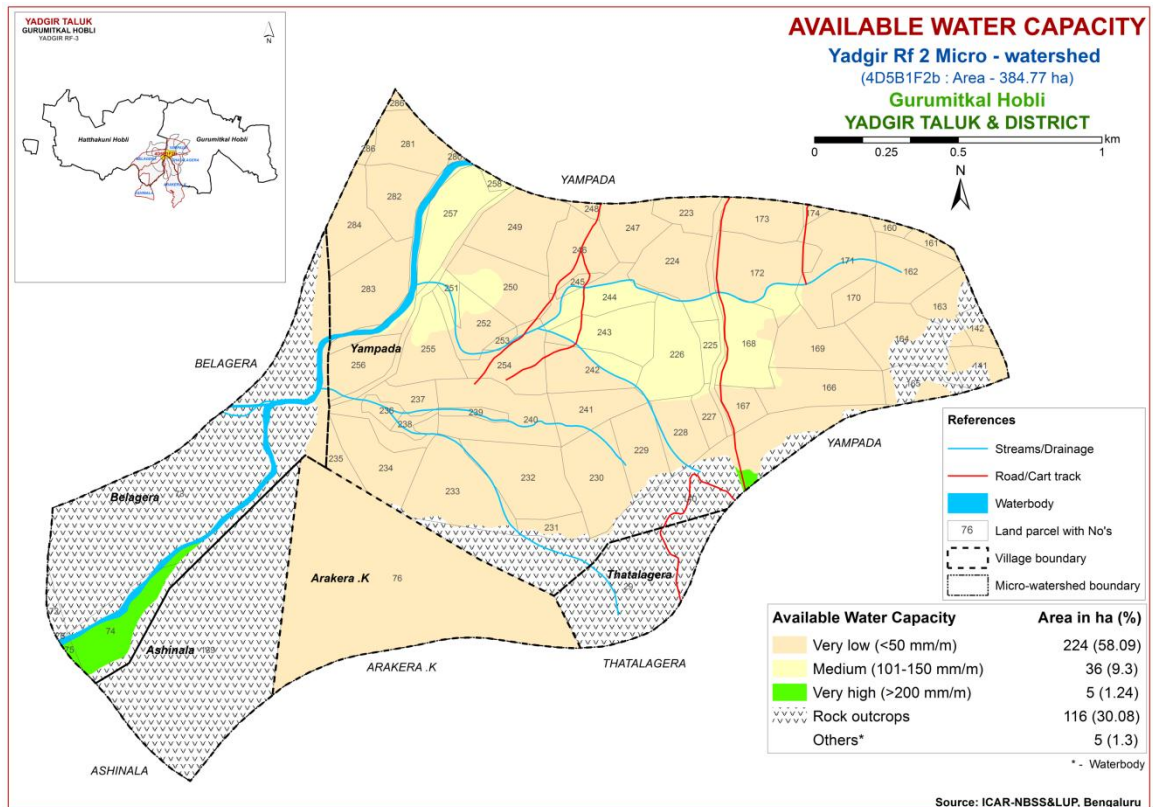 YADGIR TALUK
GURUMITKAL HOBLI
YADGIR RF-3
N
Hatthakuni Hobli
Gurumitkal Hobli
AVAILABLE WATER CAPACITY
Yadgir Rf 2 Micro - watershed
(4D5B1F2b : Area - 384.77 ha)
Gurumitkal Hobli
YADGIR TALUK & DISTRICT
0 0.25 0.5 1 km
N
YAMPADA
286
281
286
280
258
282
257
248
223
173
174
284
249
247
160
246
161
224
283
251
250
245
172
171
162
244
170
163
252
243
253
225
168
164
142
BELAGERA
Yampada
255
226
169
256
254
242
141
166
165
237
236
239
241
227
167
238
240
228
YAMPADA
235
234
229
232
230
233
Belagera
73
231
Arakera .K
76
Thatalagera
74
Ashinala
ARAKERA .K
THATALAGERA
ASHINALA
References
Streams/Drainage
Road/Cart track
Waterbody
76 Land parcel with No's
Village boundary
Micro-watershed boundary
Available Water Capacity Area in ha (%)
Very low (<50 mm/m) 224 (58.09)
Medium (101-150 mm/m) 36 (9.3)
Very high (>200 mm/m) 5 (1.24)
Rock outcrops 116 (30.08)
Others* 5 (1.3)
* - Waterbody
Source: ICAR-NBSS&LUP, Bengaluru